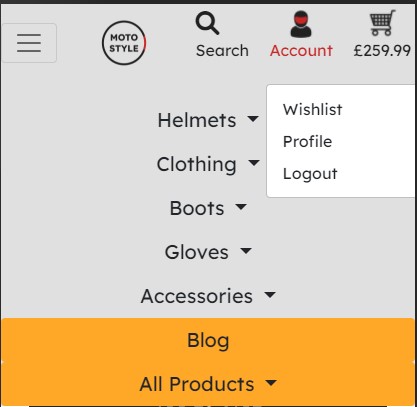 MOTO
STYLE
Search Account £259.99
Wishlist
Profile
Logout
Helmets
Clothing
Boots
Gloves
Accessories
Blog
All Products